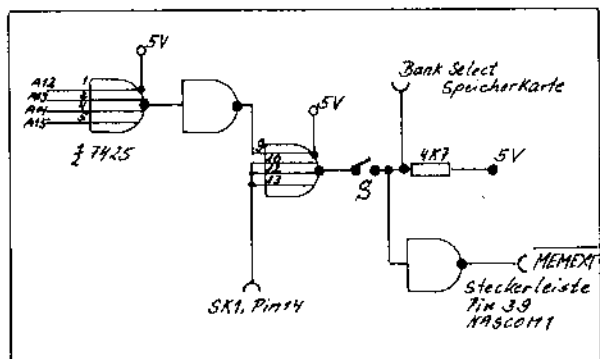 5V
A12 1
A13 2
A14 4
A15 5
1/2 7425
Bank Select
Speicherkarte
5V
9
10
12
13
S
4K7
5V
MEMEXT
SK1, Pin 14
Steckerleiste
Pin 39
NASCOM 1